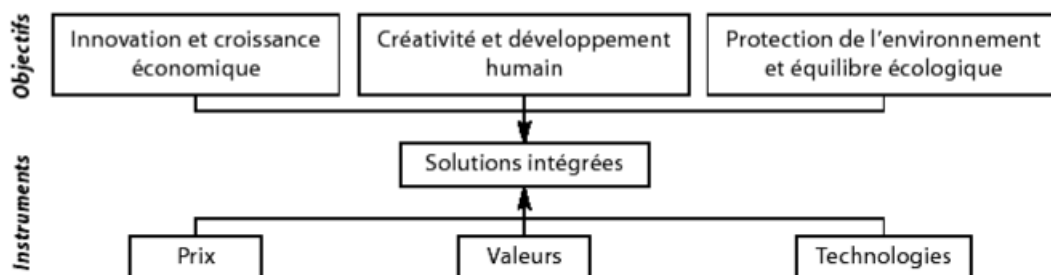 Objectifs
Innovation et croissance
économique
Créativité et développement
humain
Protection de l'environnement
et équilibre écologique
Solutions intégrées
Instruments
Prix
Valeurs
Technologies